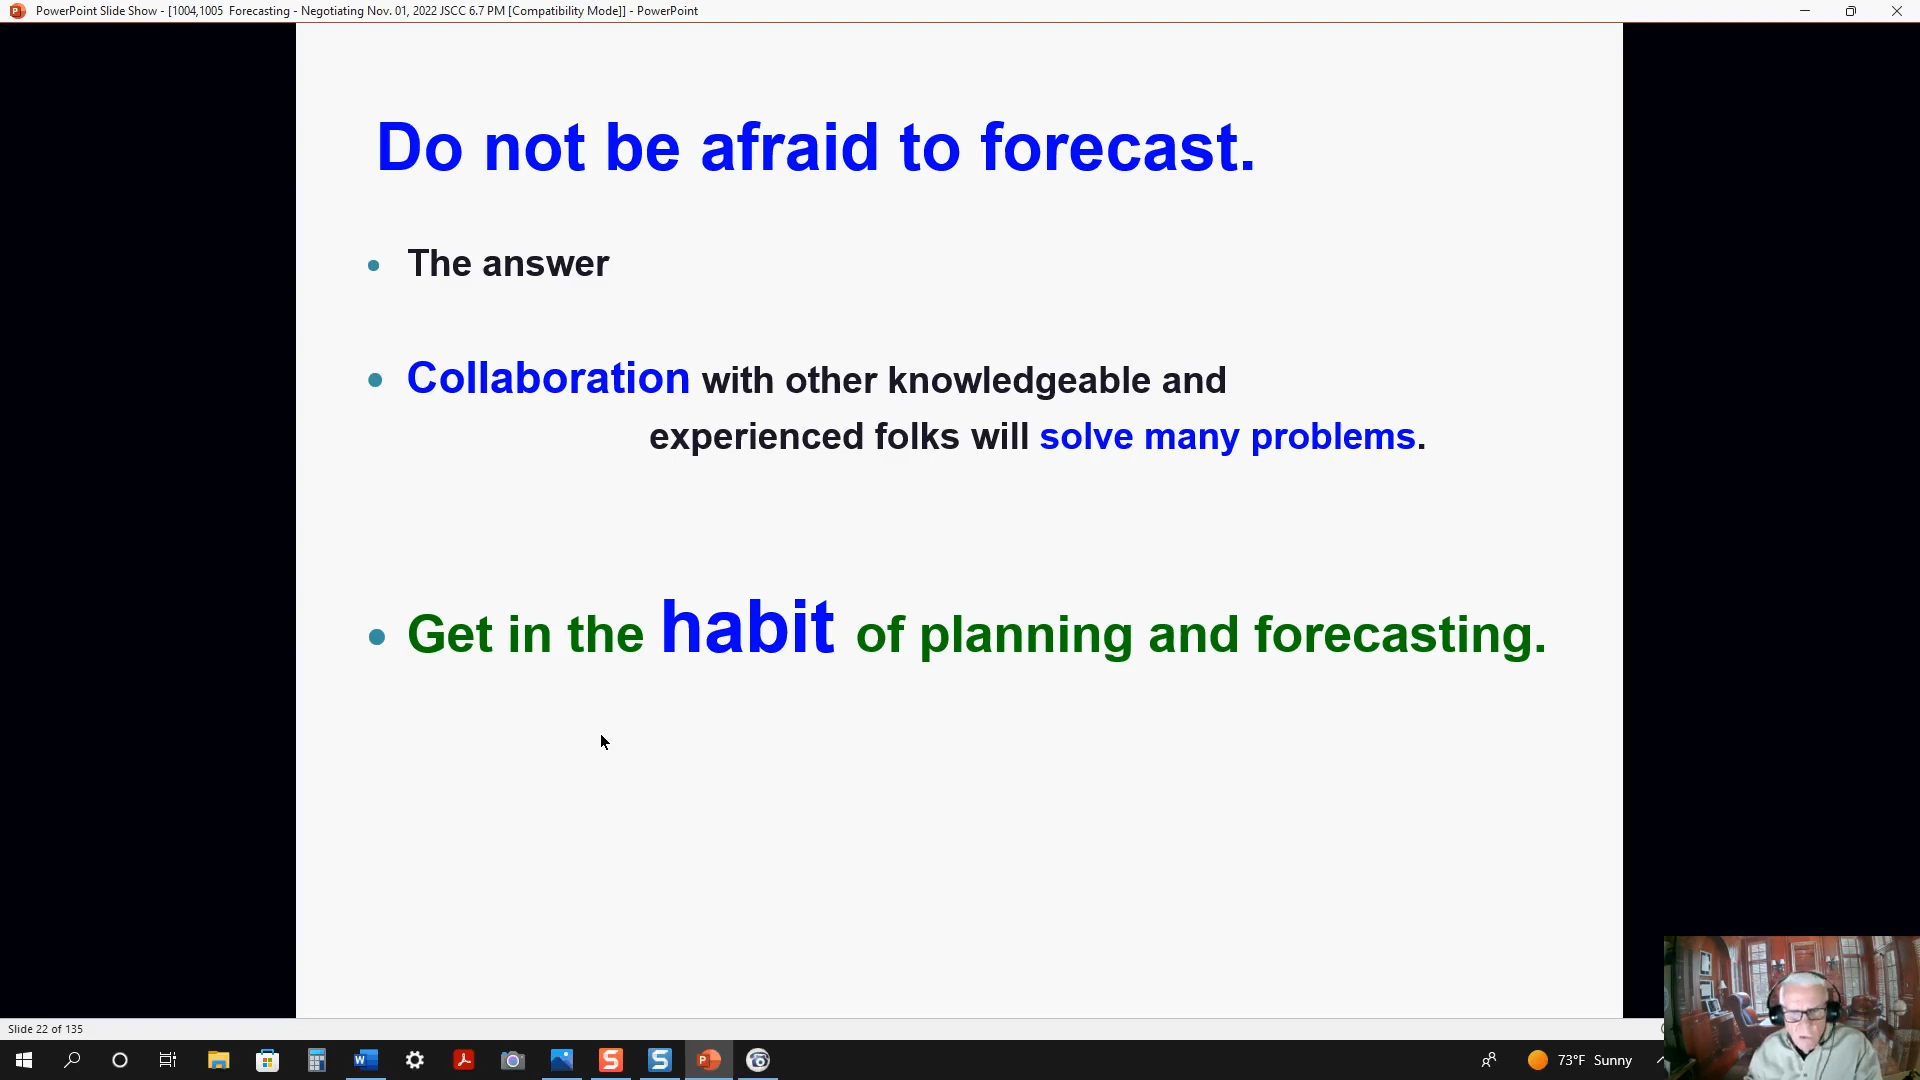 PowerPoint Slide Show - [1004,1005  Forecasting - Negotiating Nov. 01, 2022 JSCC 6.7 PM [Compatibility Mode]] - PowerPoint
Do not be afraid to forecast.
• The answer
• Collaboration with other knowledgeable and
experienced folks will solve many problems.
• Get in the habit of planning and forecasting.
Slide 22 of 135
73°F Sunny